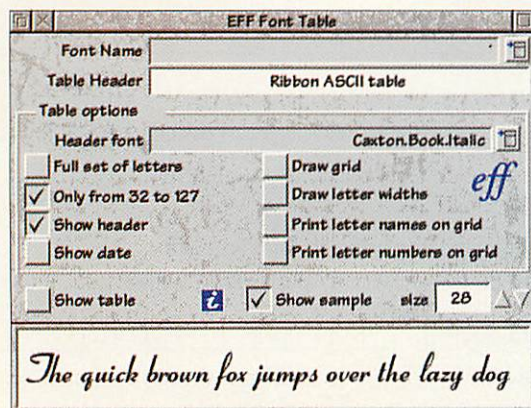 EFF Font Table
Font Name
Table Header Ribbon ASCII table
Table options
Header font Caxton.Book.Italic
Full set of letters Draw grid
Only from 32 to 127 Draw letter widths
eff
Show header Print letter names on grid
Show date Print letter numbers on grid
Show table i Show sample size 28
The quick brown fox jumps over the lazy dog